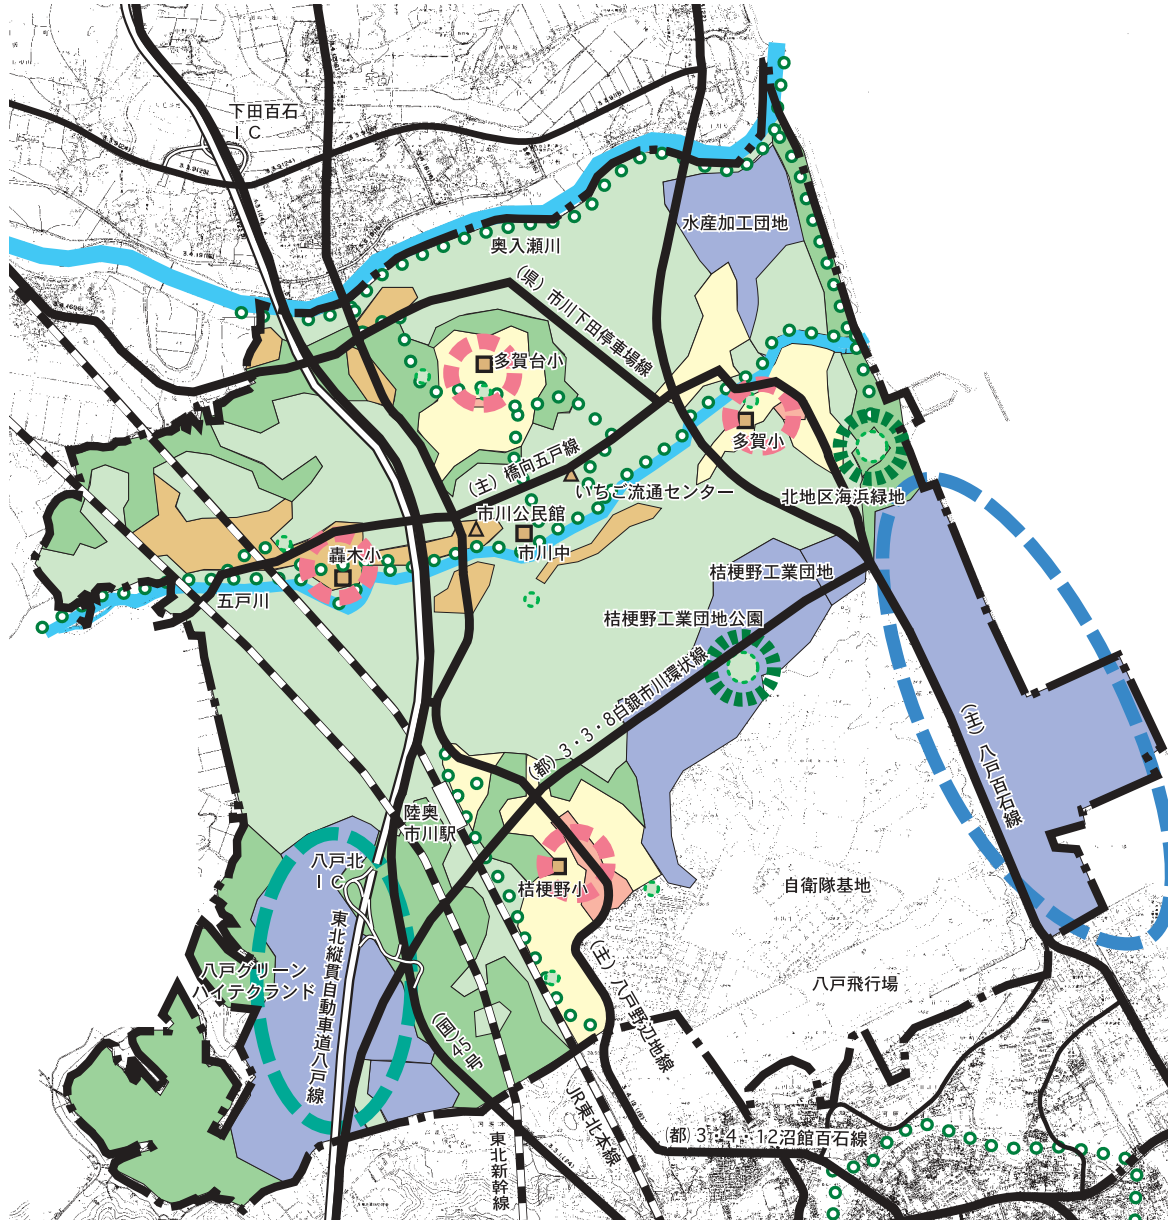 下田百石
ＩＣ
水産加工団地
奥入瀬川
（県）市川下田停車場線
多賀台小
多賀小
（主）橋向五戸線
いちご流通センター
北地区海浜緑地
市川公民館
市川中
轟木小
五戸川
桔梗野工業団地
桔梗野工業団地公園
（都）３・３・８白銀市川環状線
（主）八戸百石線
陸奥
市川駅
八戸北
ＩＣ
桔梗野小
自衛隊基地
八戸グリーン
ハイテクランド
東北縦貫自動車道八戸線
（主）八戸野辺地線
八戸飛行場
（国）45号
JR東北本線
東北新幹線
（都）３・４・12沼館百石線